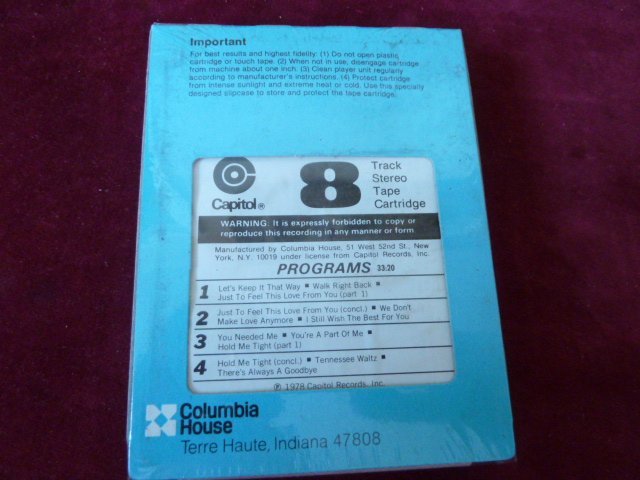 Important
For best results and highest fidelity: (1) Do not open plastic
cartridge or touch tape. (2) When not in use, disengage cartridge
from machine about one inch. (3) Clean player unit regularly
according to manufacturer's instructions. (4) Protect cartridge
from intense sunlight and extreme heat or cold. Use this specially
designed slipcase to store and protect the tape cartridge.
Capitol®
8 Track
Stereo
Tape
Cartridge
WARNING: It is expressly forbidden to copy or
reproduce this recording in any manner or form
Manufactured by Columbia House, 51 West 52nd St., New
York, N.Y. 10019 under license from Capitol Records, Inc.
PROGRAMS 33:20
1 Let's Keep It That Way ■ Walk Right Back ■
Just To Feel This Love From You (part 1)
2 Just To Feel This Love From You (concl.) ■ We Don't
Make Love Anymore ■ I Still Wish The Best For You
3 You Needed Me ■ You're A Part Of Me ■
Hold Me Tight (part 1)
4 Hold Me Tight (concl.) ■ Tennessee Waltz ■
There's Always A Goodbye
℗ 1978 Capitol Records, Inc.
Columbia
House
Terre Haute, Indiana 47808